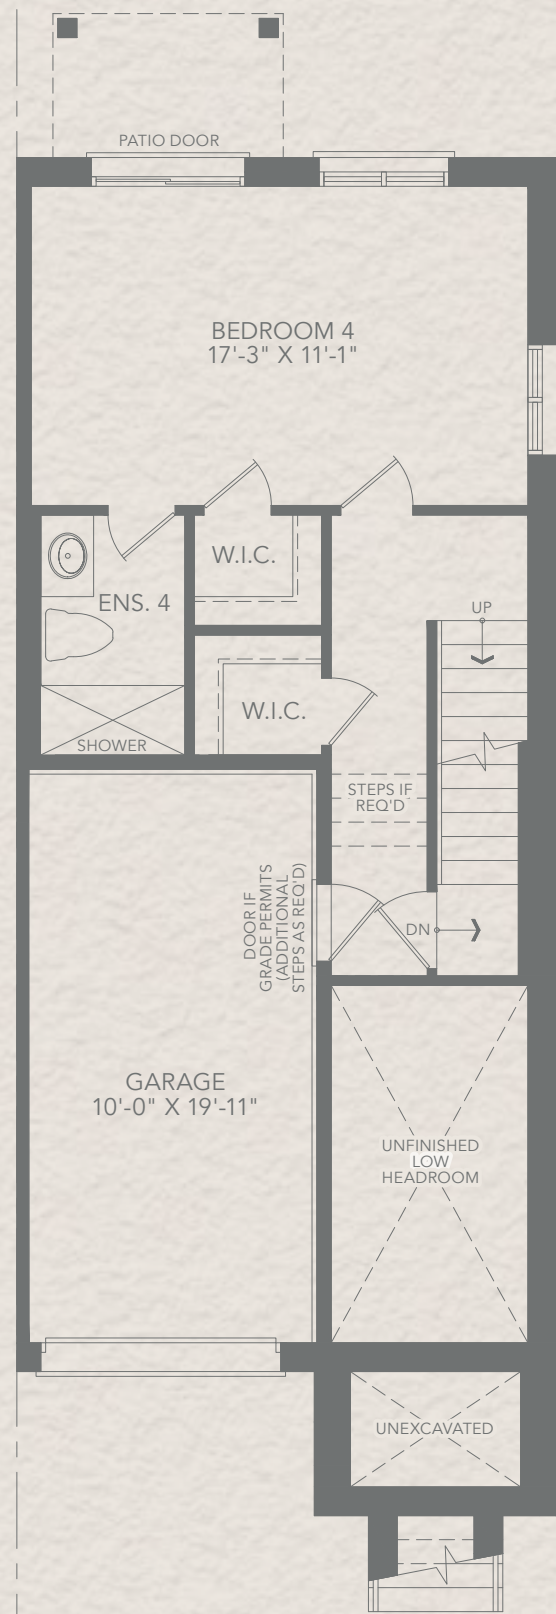 PATIO DOOR
BEDROOM 4
17'-3" X 11'-1"
W.I.C.
ENS. 4
UP
W.I.C.
SHOWER
STEPS IF
REQ'D
DOOR IF
GRADE PERMITS
(ADDITIONAL
STEPS AS REQ'D)
DN
GARAGE
10'-0" X 19'-11"
UNFINISHED
LOW
HEADROOM
UNEXCAVATED